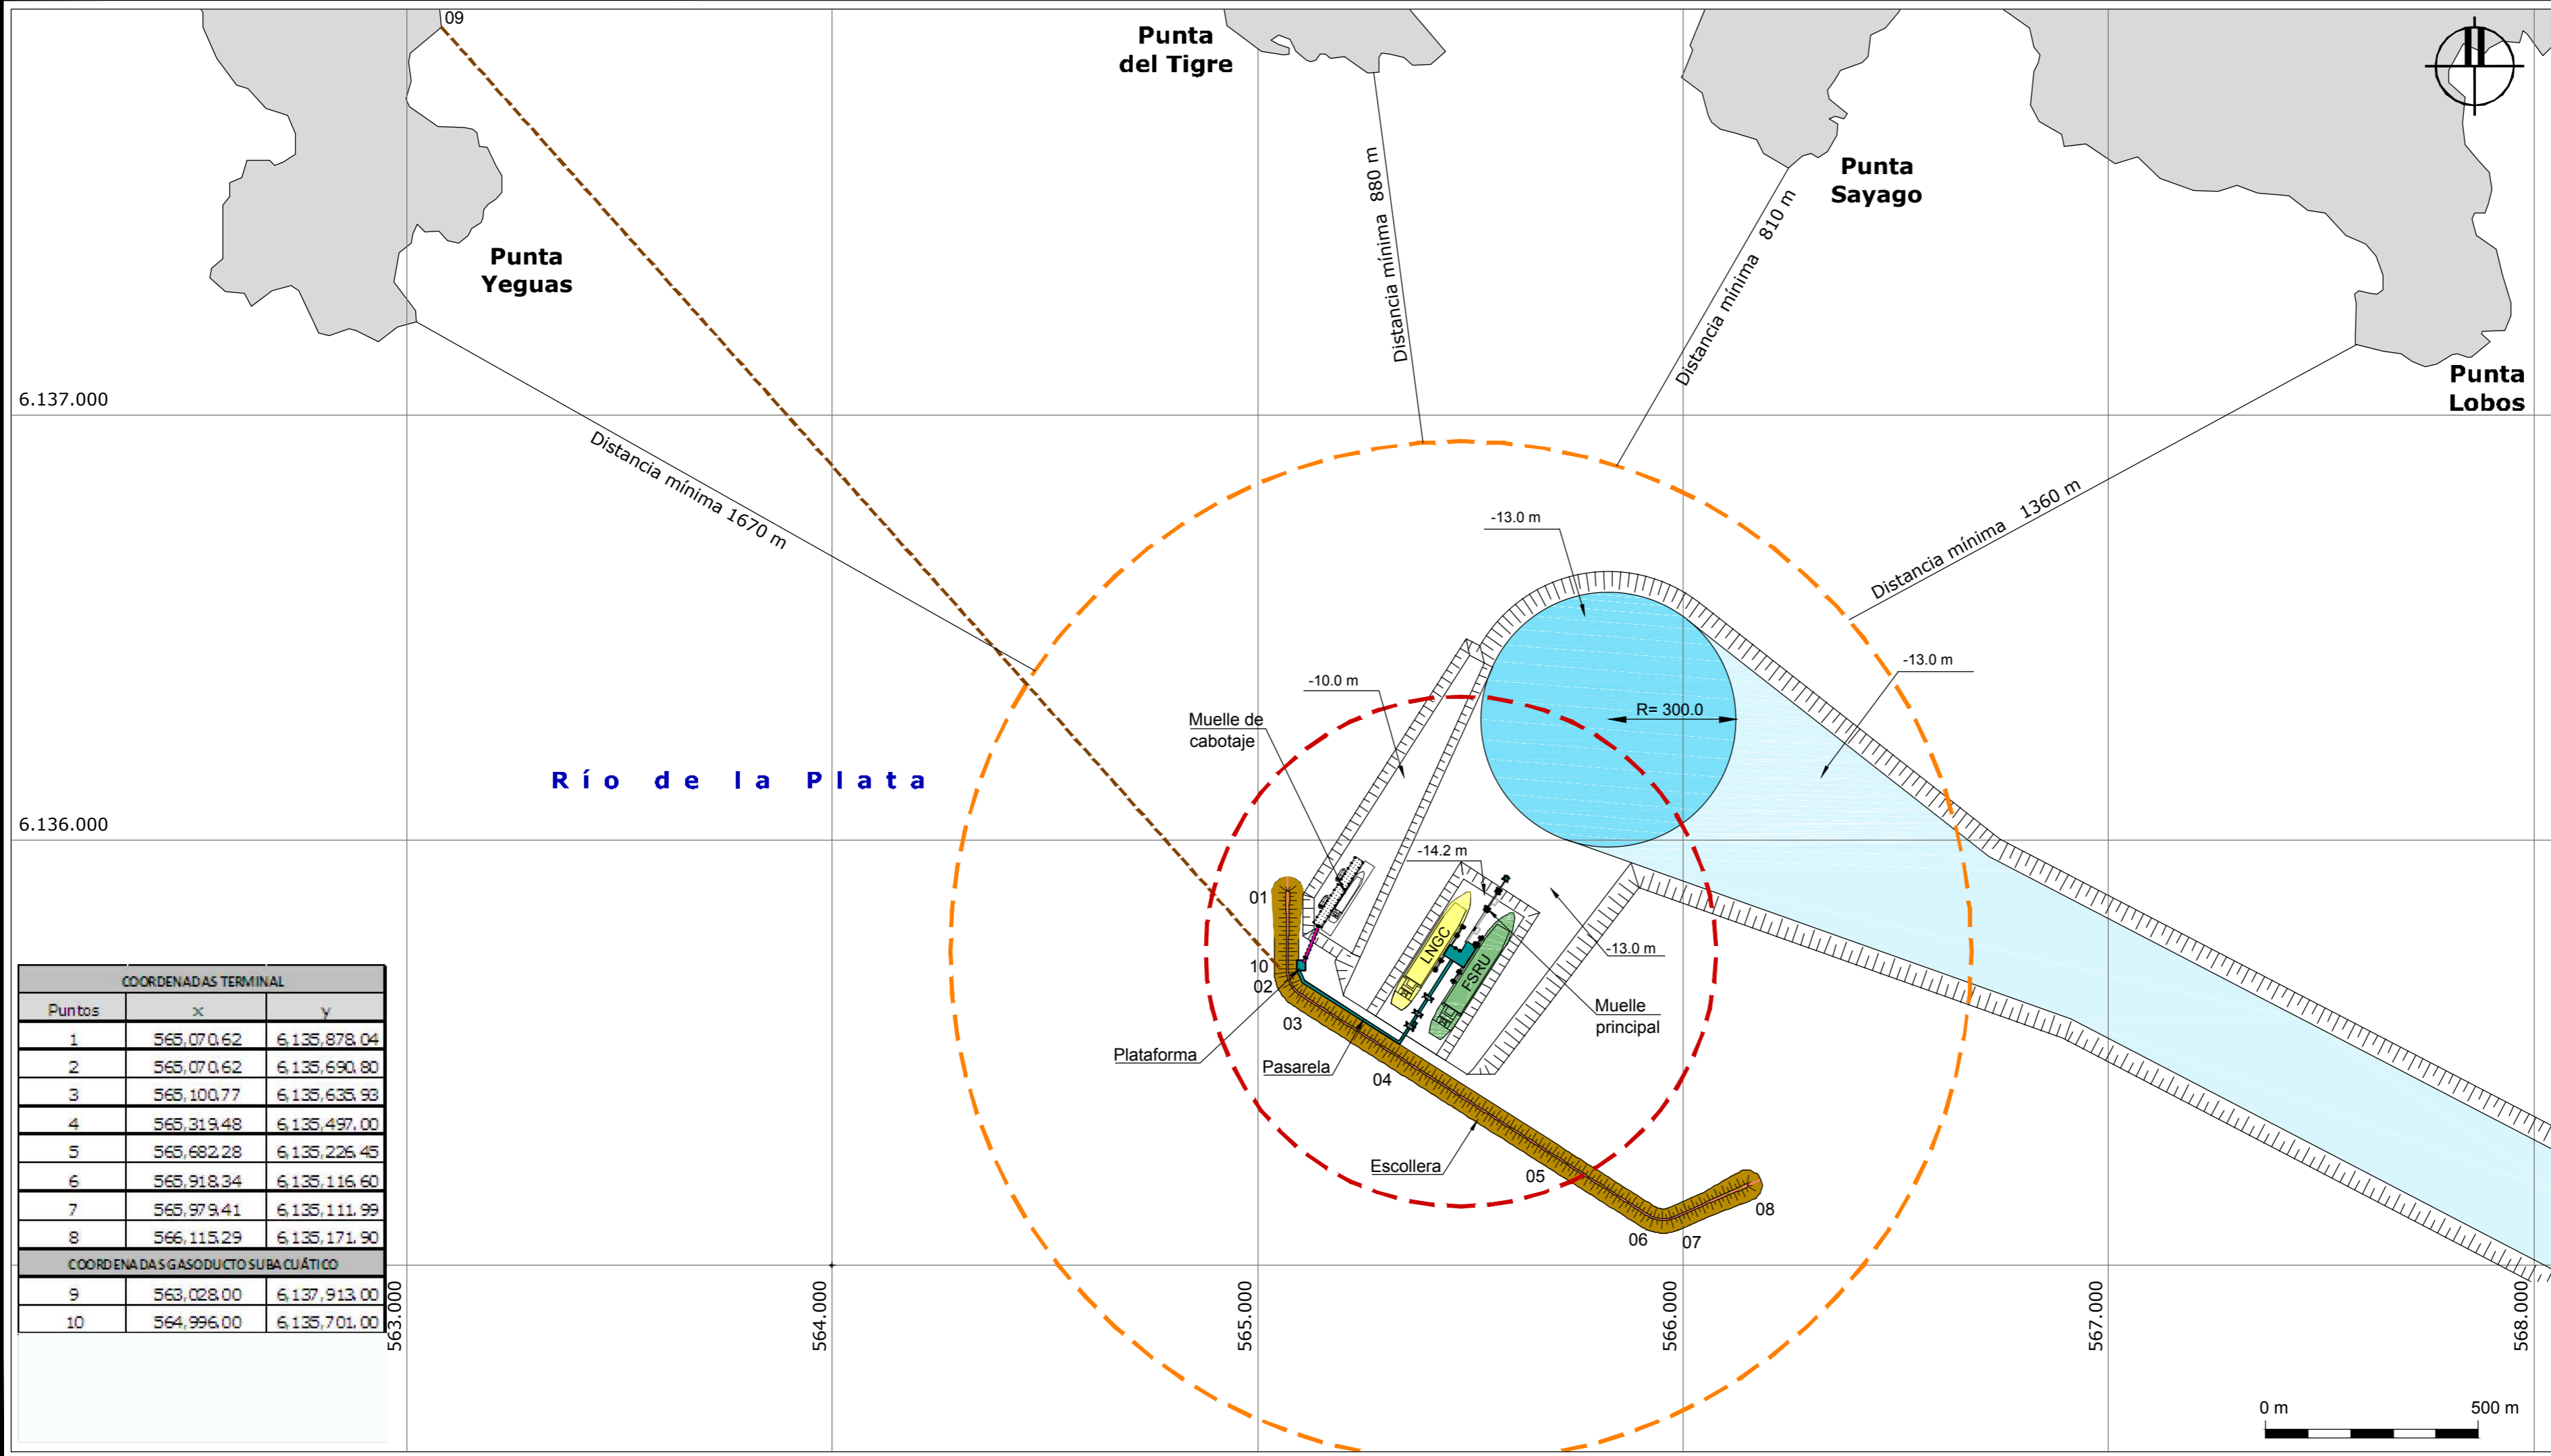 09
Punta
del Tigre
Punta
Sayago
Punta
Yeguas
Punta
Lobos
Distancia mínima 880 m
Distancia mínima 810 m
Distancia mínima 1670 m
Distancia mínima 1360 m
6.137.000
-13.0 m
-13.0 m
-10.0 m
R= 300.0
Muelle de
cabotaje
Río de la Plata
6.136.000
-14.2 m
01
LNGC
FSRU
-13.0 m
10
02
03
Muelle
principal
Plataforma
Pasarela
04
Escollera
05
08
06
07
COORDENADAS TERMINAL
Puntos x y
1 565,070.62 6,135,878.04
2 565,070.62 6,135,690.80
3 565,100.77 6,135,635.93
4 565,319.48 6,135,497.00
5 565,682.28 6,135,226.45
6 565,918.34 6,135,116.60
7 565,979.41 6,135,111.99
8 566,115.29 6,135,171.90
COORDENADAS GASODUCTO SUBACUÁTICO
9 563,028.00 6,137,913.00
10 564,996.00 6,135,701.00
563.000
564.000
565.000
566.000
567.000
568.000
0 m 500 m